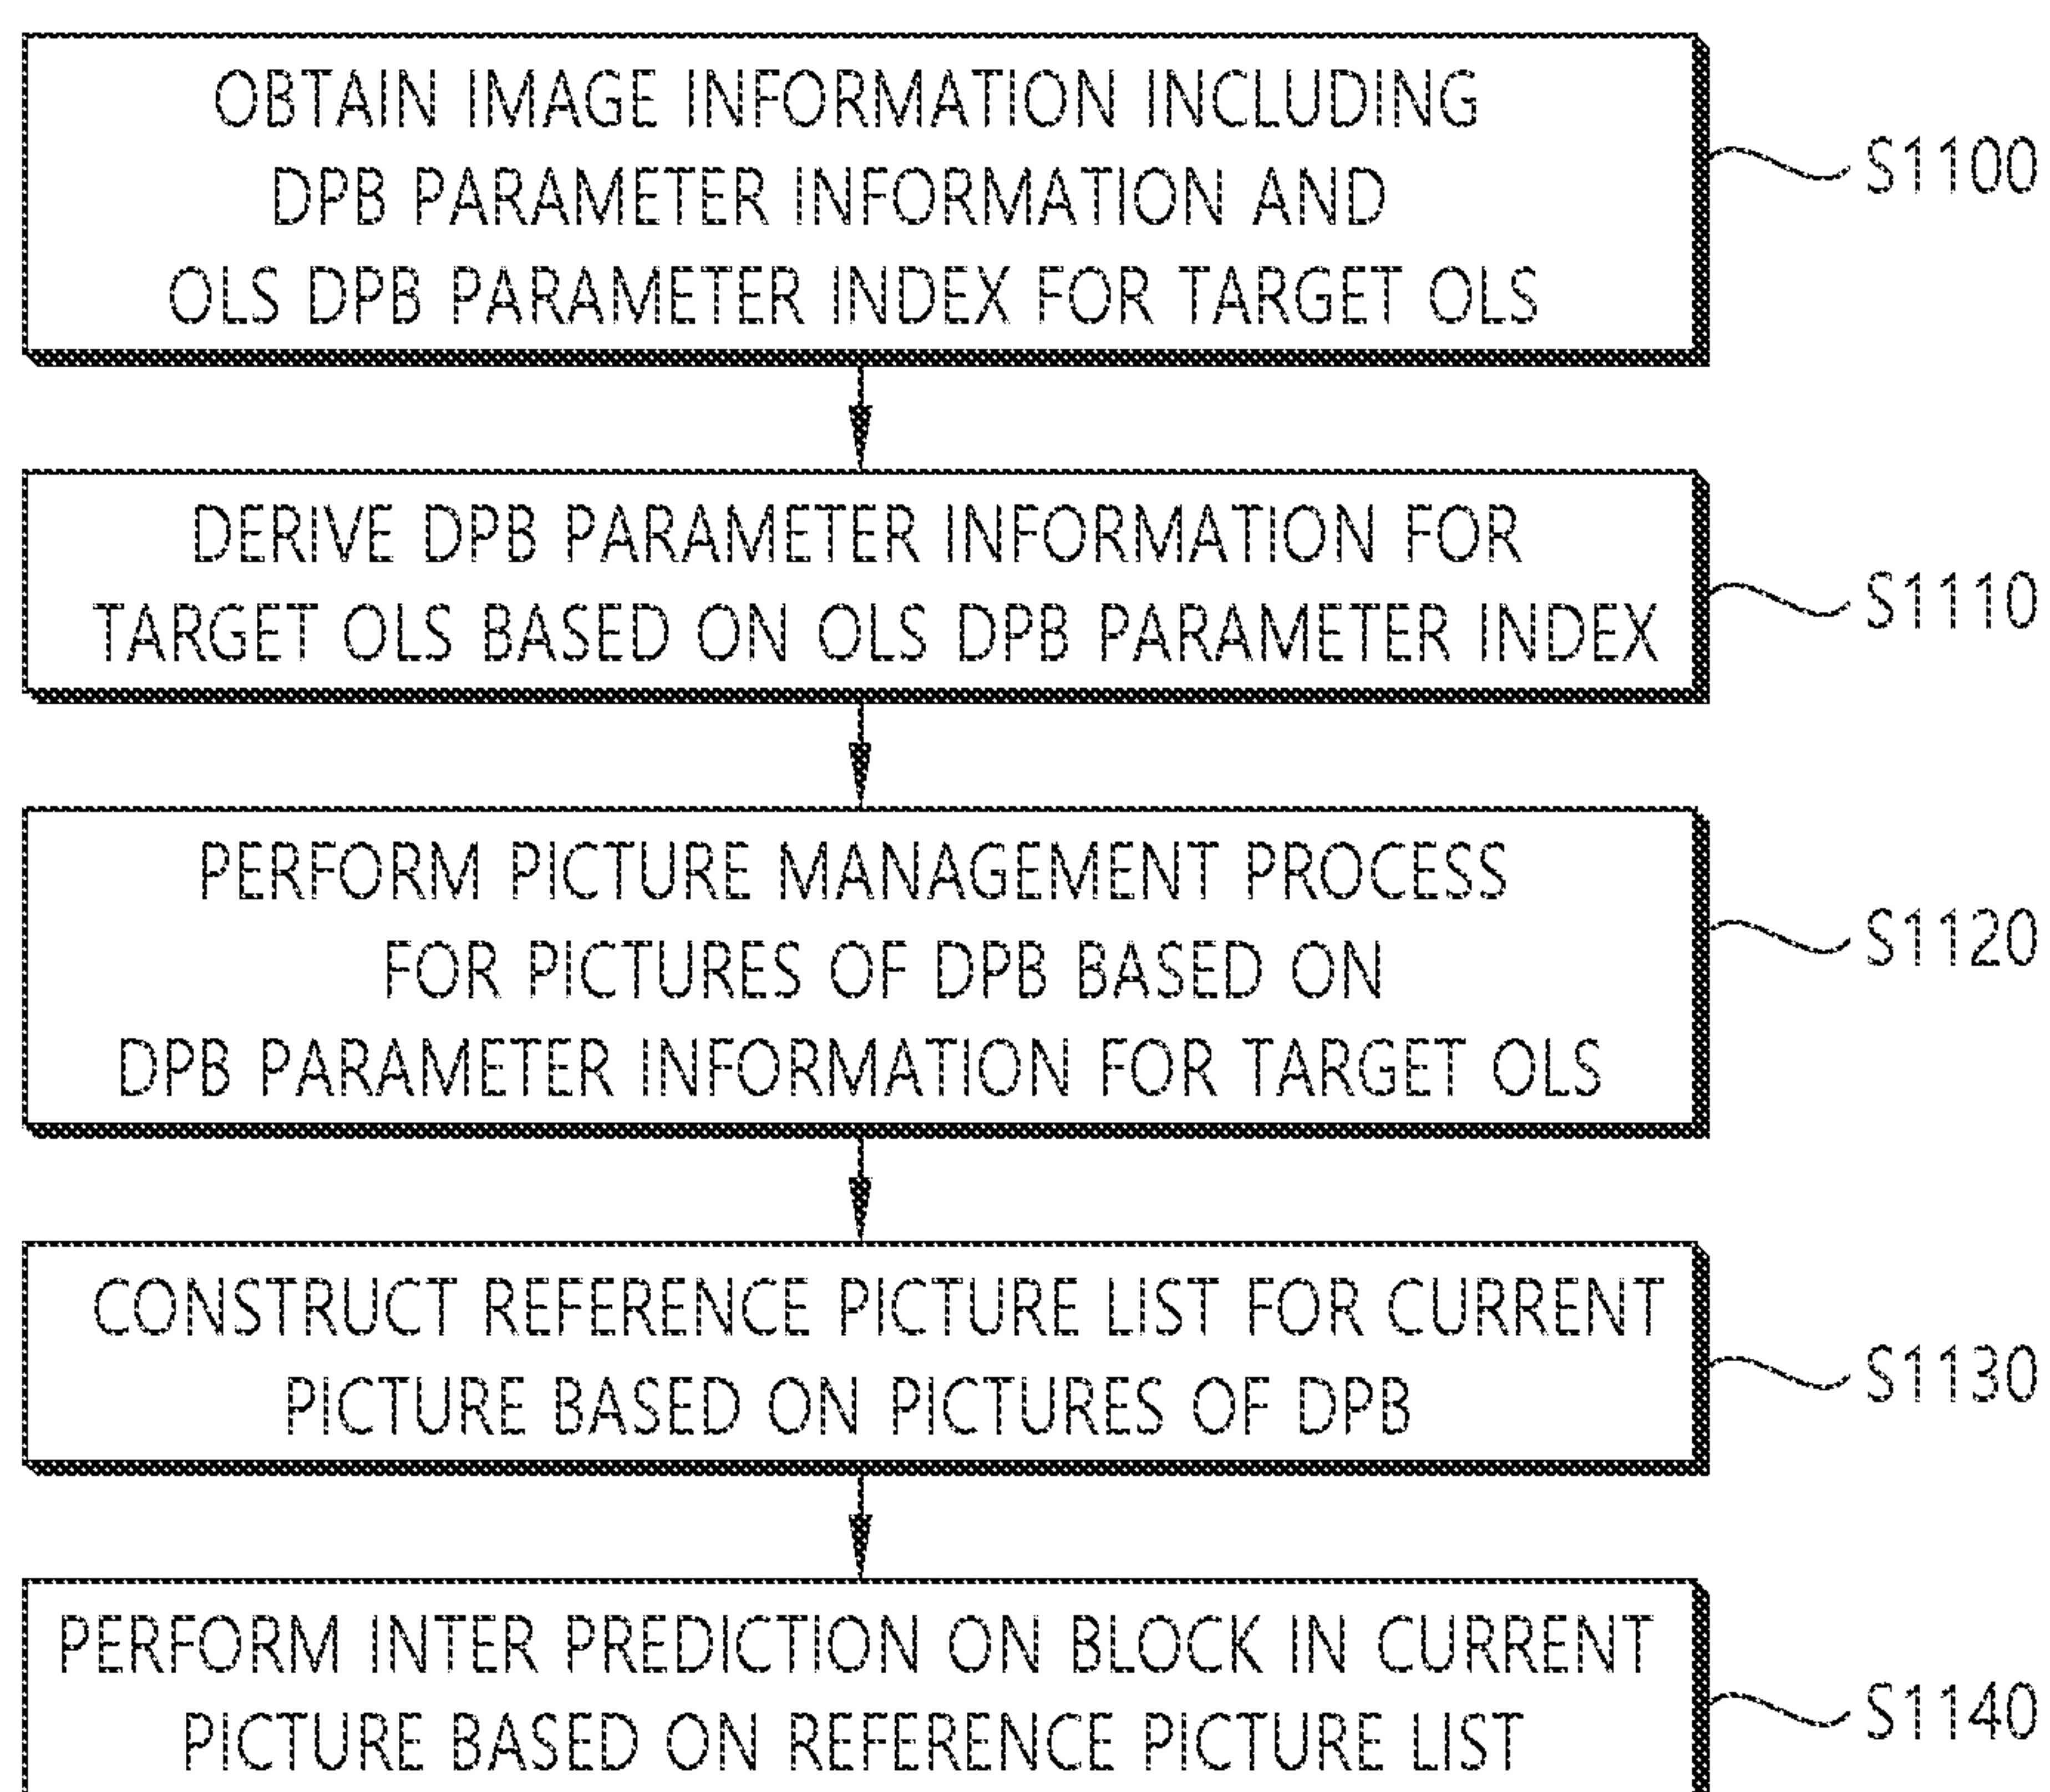 OBTAIN IMAGE INFORMATION INCLUDING
DPB PARAMETER INFORMATION AND
OLS DPB PARAMETER INDEX FOR TARGET OLS
S1100
DERIVE DPB PARAMETER INFORMATION FOR
TARGET OLS BASED ON OLS DPB PARAMETER INDEX
S1110
PERFORM PICTURE MANAGEMENT PROCESS
FOR PICTURES OF DPB BASED ON
DPB PARAMETER INFORMATION FOR TARGET OLS
S1120
CONSTRUCT REFERENCE PICTURE LIST FOR CURRENT
PICTURE BASED ON PICTURES OF DPB
S1130
PERFORM INTER PREDICTION ON BLOCK IN CURRENT
PICTURE BASED ON REFERENCE PICTURE LIST
S1140